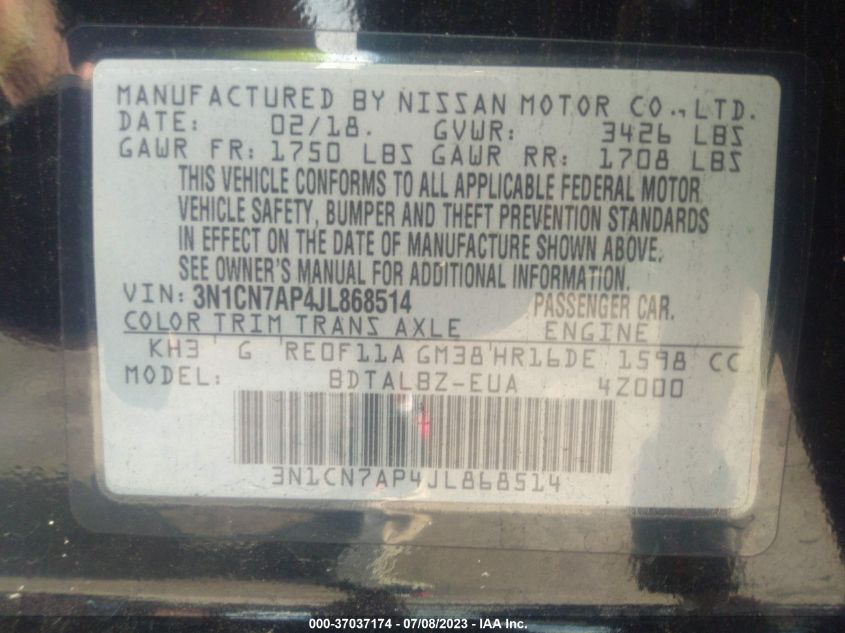 MANUFACTURED BY NISSAN MOTOR CO., LTD.
DATE: 02/18. GVWR: 3426 LBS
GAWR FR: 1750 LBS GAWR RR: 1708 LBS
THIS VEHICLE CONFORMS TO ALL APPLICABLE FEDERAL MOTOR
VEHICLE SAFETY, BUMPER AND THEFT PREVENTION STANDARDS
IN EFFECT ON THE DATE OF MANUFACTURE SHOWN ABOVE.
SEE OWNER'S MANUAL FOR ADDITIONAL INFORMATION.
VIN: 3N1CN7AP4JL868514 PASSENGER CAR.
COLOR TRIM TRANS AXLE ENGINE
KH3 G RE0F11A GM38 HR16DE 1598 CC
MODEL: BDTALBZ-EUA 4Z000
3N1CN7AP4JL868514
000-37037174 - 07/08/2023 - IAA Inc.